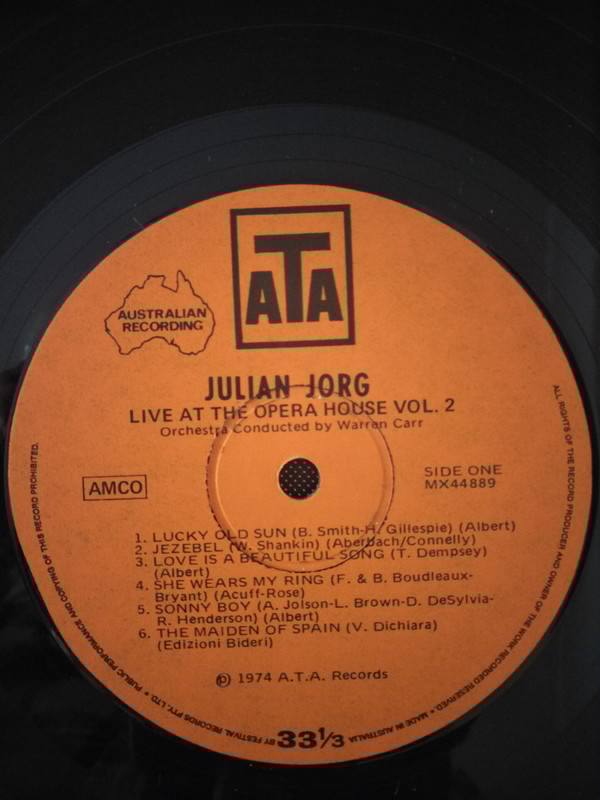 ATA
AUSTRALIAN
RECORDING
JULIAN JORG
LIVE AT THE OPERA HOUSE VOL. 2
Orchestra Conducted by Warren Carr
AMCO
SIDE ONE
MX44889
1. LUCKY OLD SUN (B. Smith-H. Gillespie) (Albert)
2. JEZEBEL (W. Shankin) (Aberbach/Connelly)
3. LOVE IS A BEAUTIFUL SONG (T. Dempsey)
(Albert)
4. SHE WEARS MY RING (F. & B. Boudleaux-
Bryant) (Acuff-Rose)
5. SONNY BOY (A. Jolson-L. Brown-D. DeSylvia-
R. Henderson) (Albert)
6. THE MAIDEN OF SPAIN (V. Dichiara)
(Edizioni Bideri)
℗ 1974 A.T.A. Records
33⅓
ALL RIGHTS OF THE RECORD PRODUCER AND OWNER OF THE WORK RECORDED RESERVED. • MADE IN AUSTRALIA BY FESTIVAL RECORDS PTY. LTD. • PUBLIC PERFORMANCE AND COPYING OF THIS RECORD PROHIBITED.